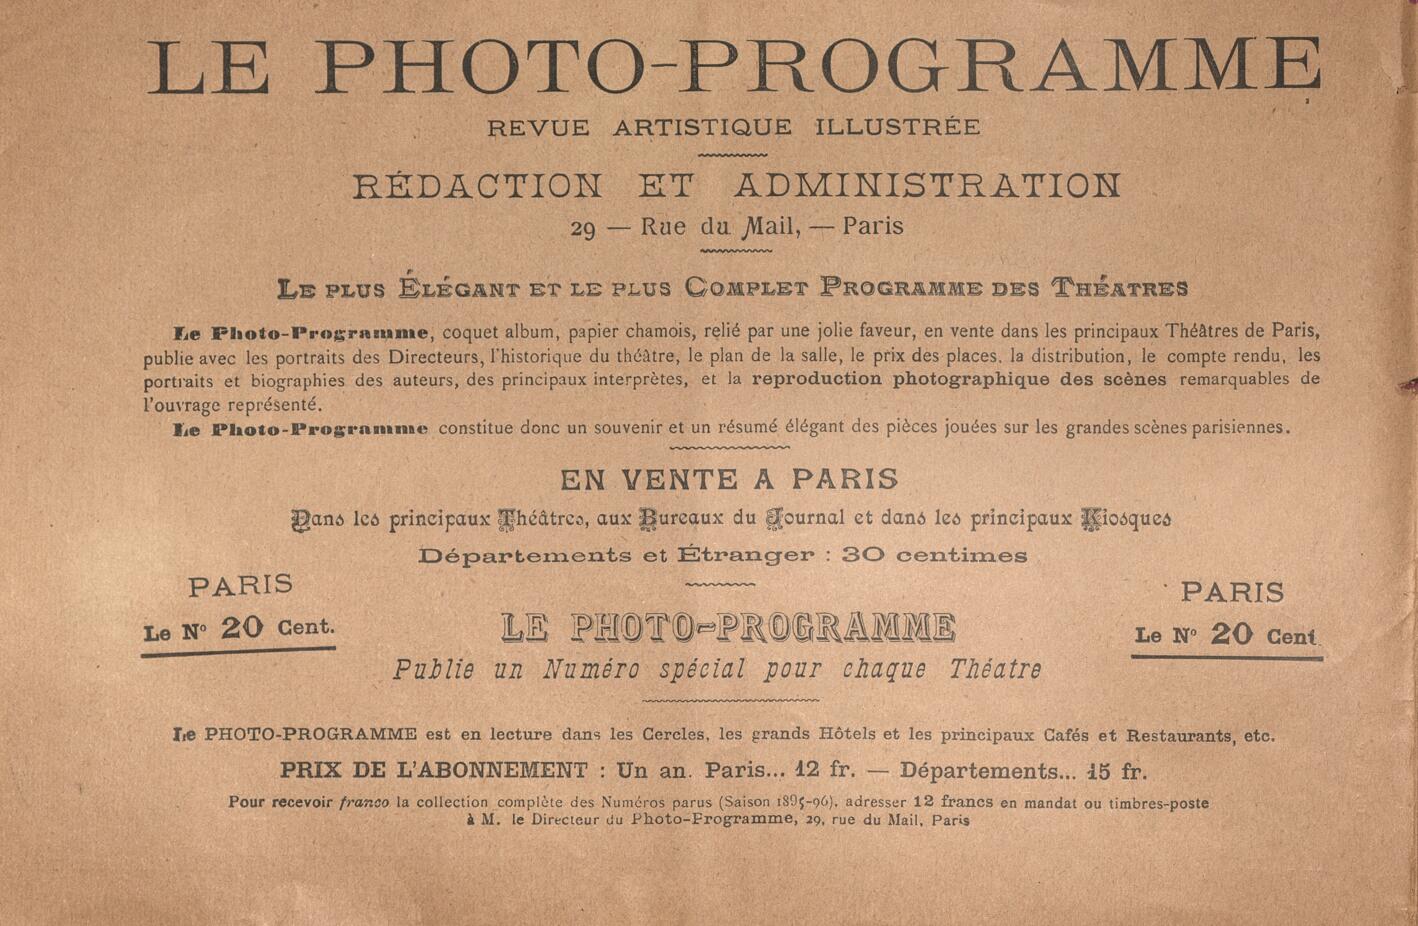 LE PHOTO-PROGRAMME
REVUE ARTISTIQUE ILLUSTRÉE
RÉDACTION ET ADMINISTRATION
29 — Rue du Mail, — Paris
Le plus Élégant et le plus Complet Programme des Théatres
Le Photo-Programme, coquet album, papier chamois, relié par une jolie faveur, en vente dans les principaux Théâtres de Paris,
publie avec les portraits des Directeurs, l'historique du théâtre, le plan de la salle, le prix des places, la distribution, le compte rendu, les
portraits et biographies des auteurs, des principaux interprètes, et la reproduction photographique des scènes remarquables de
l'ouvrage représenté.
Le Photo-Programme constitue donc un souvenir et un résumé élégant des pièces jouées sur les grandes scènes parisiennes.
EN VENTE A PARIS
Dans les principaux Théâtres, aux Bureaux du Journal et dans les principaux Kiosques
Départements et Étranger : 30 centimes
PARIS
Le Nº 20 Cent.
PARIS
Le Nº 20 Cent
LE PHOTO-PROGRAMME
Publie un Numéro spécial pour chaque Théatre
Le PHOTO-PROGRAMME est en lecture dans les Cercles, les grands Hôtels et les principaux Cafés et Restaurants, etc.
PRIX DE L'ABONNEMENT : Un an. Paris... 12 fr. — Départements... 15 fr.
Pour recevoir franco la collection complète des Numéros parus (Saison 1895-96), adresser 12 francs en mandat ou timbres-poste
à M. le Directeur du Photo-Programme, 29, rue du Mail, Paris